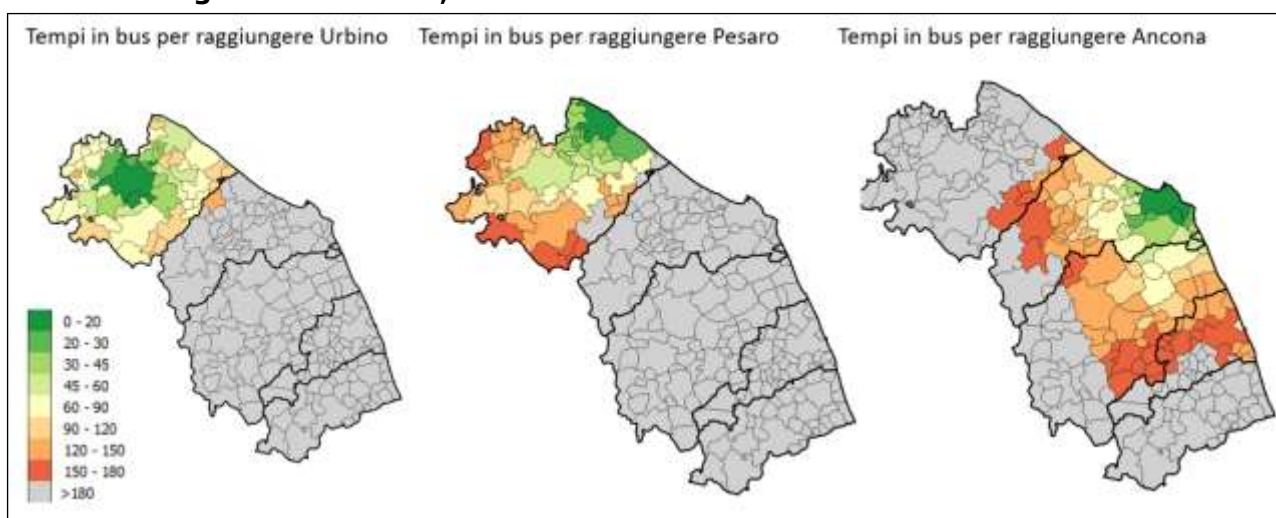 Tempi in bus per raggiungere Urbino
Tempi in bus per raggiungere Pesaro
Tempi in bus per raggiungere Ancona
0 - 20
20 - 30
30 - 45
45 - 60
60 - 90
90 - 120
120 - 150
150 - 180
>180